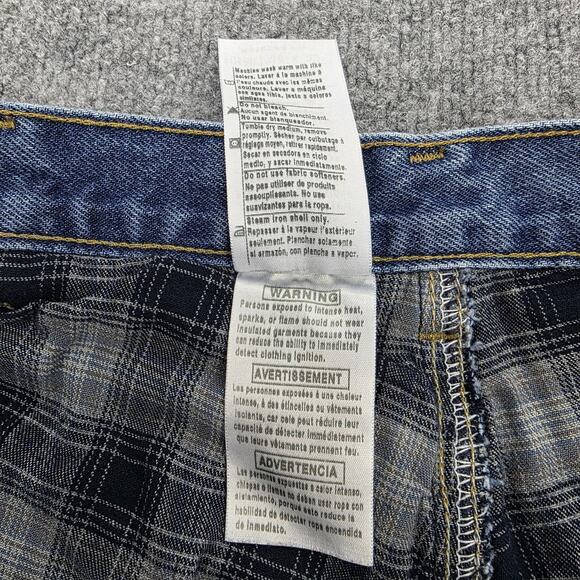 Machine wash warm with like
colors. Laver à la machine à
l'eau chaude avec les mêmes
couleurs. Lavar a máquina
con agua tibia, junto a colores
similares.
Do not bleach.
Aucun agent de blanchiment.
No usar blanqueador.
Tumble dry medium, remove
promptly. Sécher par culbutage à
réglage moyen, retirer rapidement.
Secar en secadora en ciclo
medio, y sacar inmediatamente.
Do not use fabric softeners.
Ne pas utiliser de produits
assouplissants. No use
suavizantes para la ropa.
Steam iron shell only.
Repasser à la vapeur l'extérieur
seulement. Planchar solamente
el armazón, con plancha a vapor.
WARNING
Persons exposed to intense heat,
sparks, or flame should not wear
insulated garments because they
can reduce the ability to immediately
detect clothing ignition.
AVERTISSEMENT
Les personnes exposées à une chaleur
intense, à des étincelles ou vêtements
isolants, car cele peut réduire leur
capacité de détecter immédiatement
que leurs vêtements prennent feu.
ADVERTENCIA
Las personas expuestas a calor intenso,
chispas o llamas no deben usar ropa con
aislamiento, porque esto reduce la
habilidad de detectar ropa encendida
de inmediato.